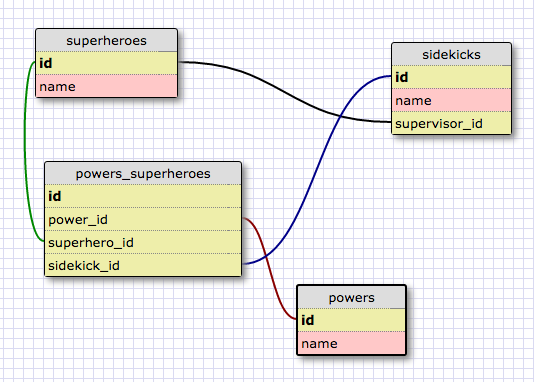 superheroes
id
name
sidekicks
id
name
supervisor_id
powers_superheroes
id
power_id
superhero_id
sidekick_id
powers
id
name